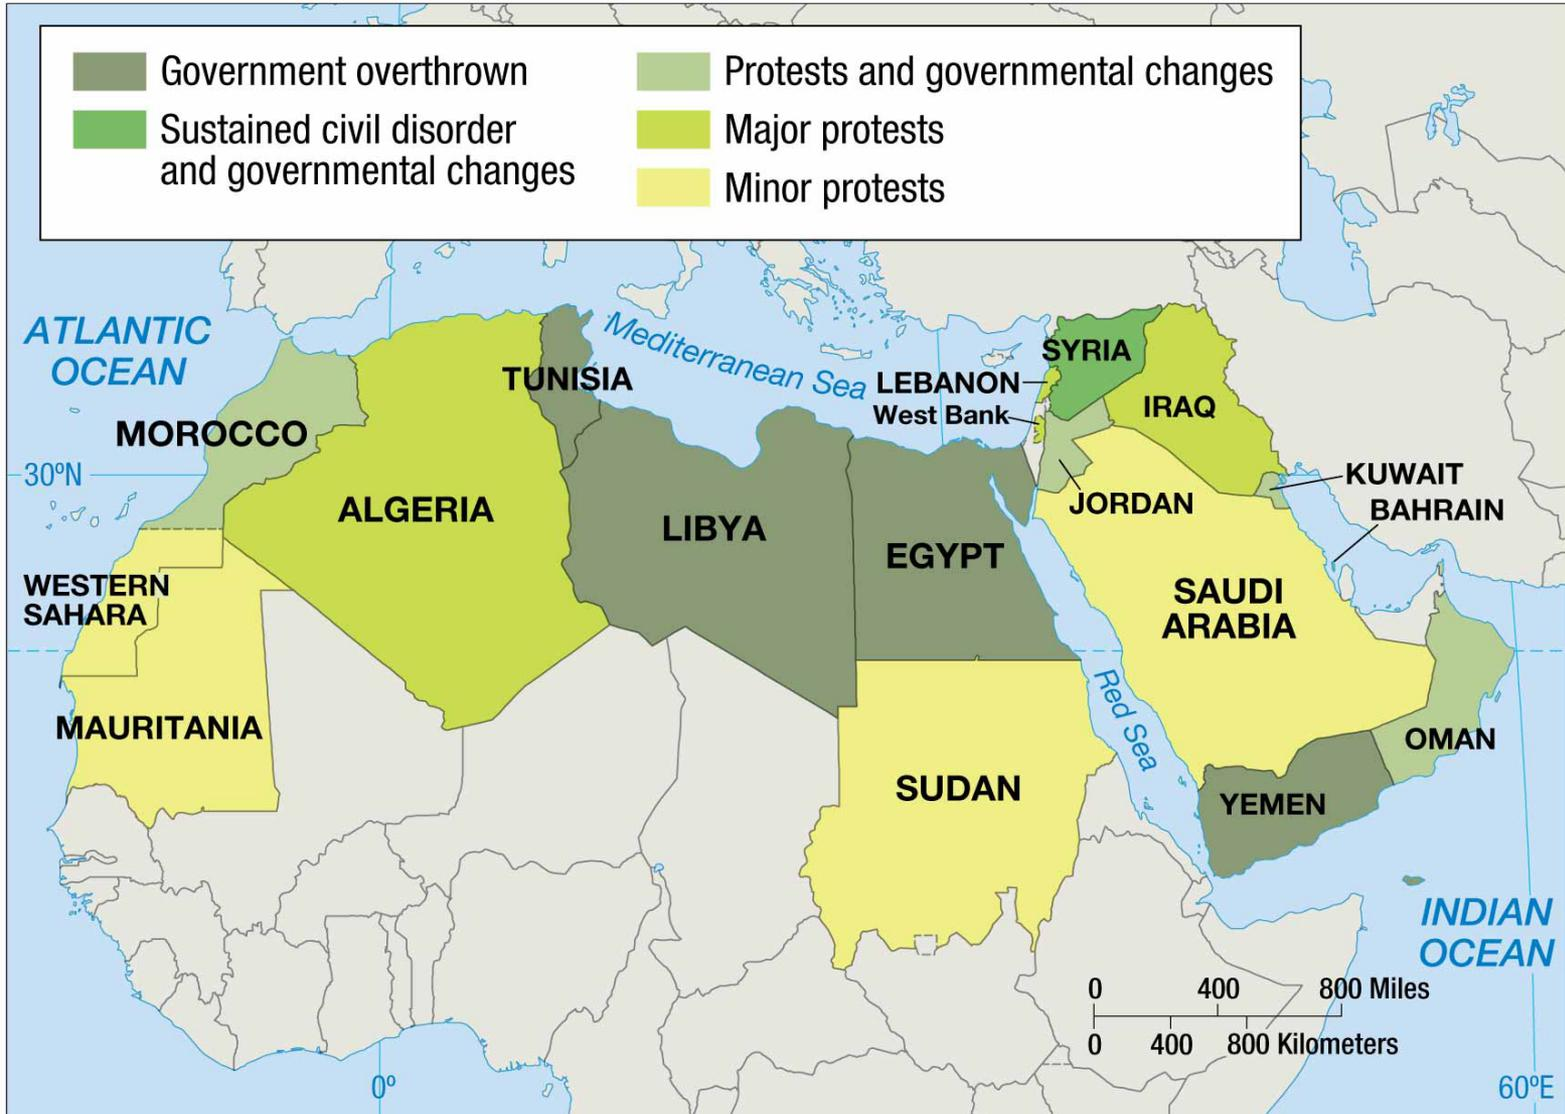 Government overthrown
Sustained civil disorder
and governmental changes
Protests and governmental changes
Major protests
Minor protests
ATLANTIC
OCEAN
Mediterranean Sea
TUNISIA
SYRIA
LEBANON
West Bank
IRAQ
MOROCCO
30ºN
KUWAIT
BAHRAIN
JORDAN
ALGERIA
LIBYA
EGYPT
WESTERN
SAHARA
SAUDI
ARABIA
MAURITANIA
Red Sea
OMAN
SUDAN
YEMEN
INDIAN
OCEAN
0 400 800 Miles
0 400 800 Kilometers
0º
60ºE